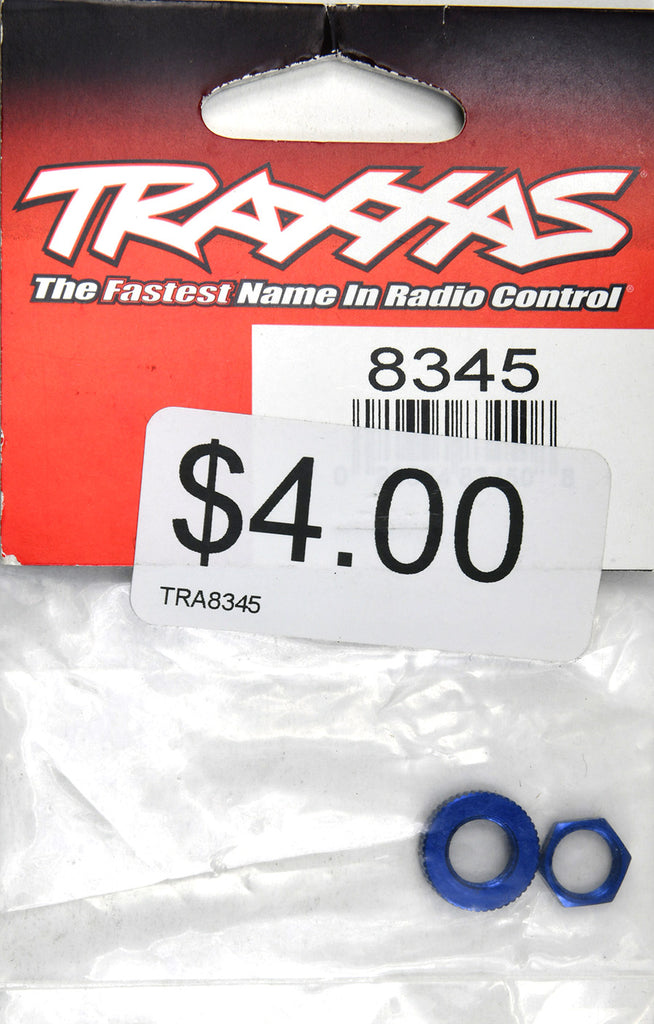 TRAXXAS
The Fastest Name In Radio Control
8345
$4.00
TRA8345